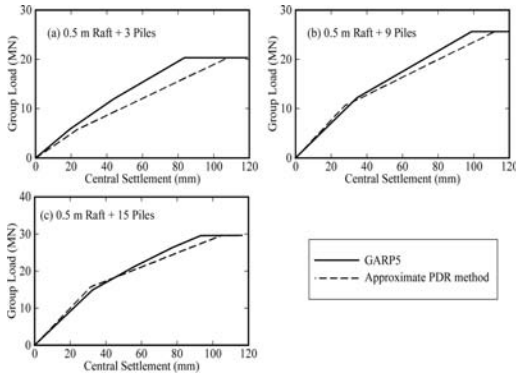 (a) 0.5 m Raft + 3 Piles
Group Load (MN)
30
20
10
0
0 20 40 60 80 100 120
Central Settlement (mm)
(b) 0.5 m Raft + 9 Piles
Group Load (MN)
30
20
10
0
0 20 40 60 80 100 120
Central Settlement (mm)
(c) 0.5 m Raft + 15 Piles
Group Load (MN)
40
30
20
10
0
0 20 40 60 80 100 120
Central Settlement (mm)
GARP5
Approximate PDR method